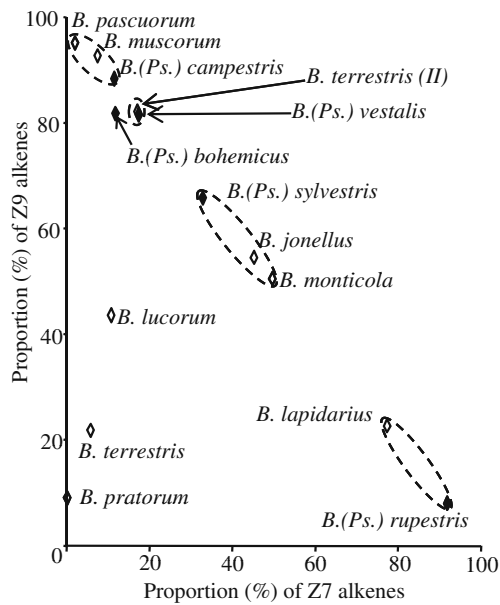 100
B. pascuorum
B. muscorum
B.(Ps.) campestris
B. terrestris (II)
80
B.(Ps.) vestalis
B.(Ps.) bohemicus
B.(Ps.) sylvestris
60
B. jonellus
B. monticola
B. lucorum
40
B. lapidarius
20
B. terrestris
B. pratorum
B.(Ps.) rupestris
0
0 20 40 60 80 100
Proportion (%) of Z7 alkenes
Proportion (%) of Z9 alkenes